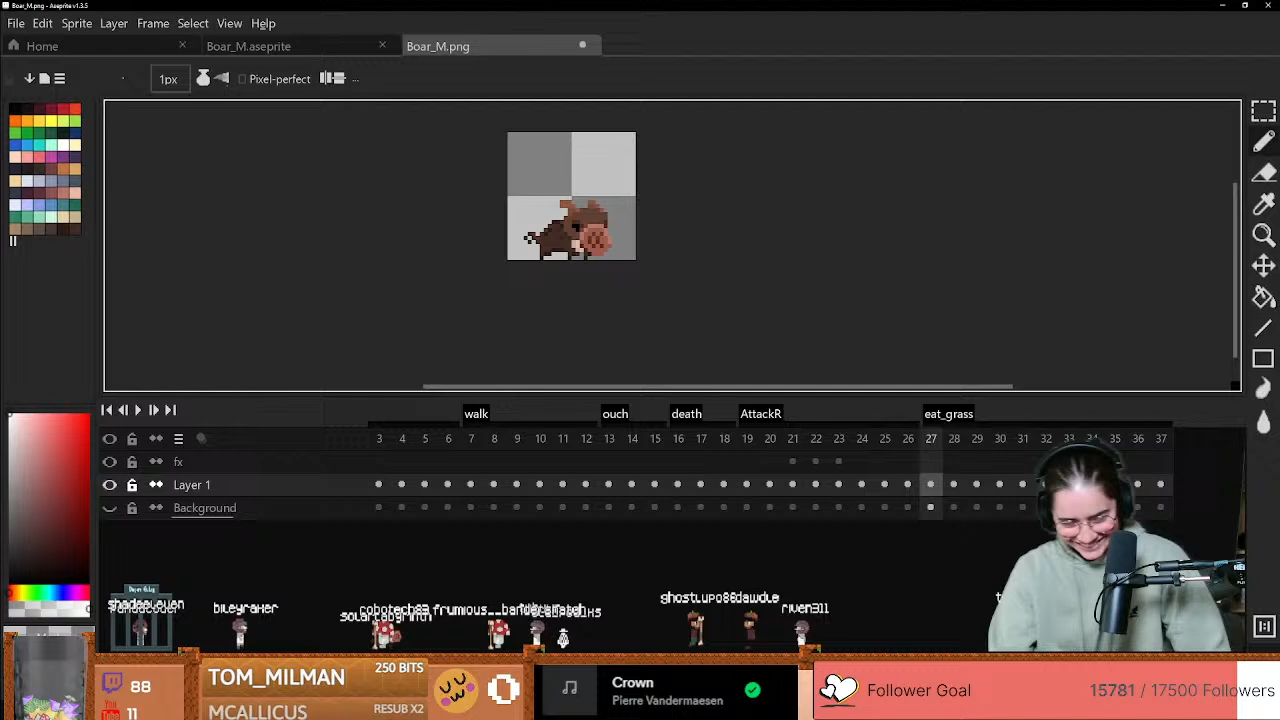 Boar_M.png - Aseprite v1.3.5
File Edit Sprite Layer Frame Select View Help
Home
Boar_M.aseprite
Boar_M.png
1px
Pixel-perfect
...
walk ouch death AttackR eat_grass
3 4 5 6 7 8 9 10 11 12 13 14 15 16 17 18 19 20 21 22 23 24 25 26 27 28 29 30 31 32 33 34 35 36 37
fx
Layer 1
Background
bileyraker
riven311
88
11
TOM_MILMAN
250 BITS
MCALLICUS
RESUB X2
Crown
Pierre Vandermaesen
Follower Goal
15781 / 17500 Followers